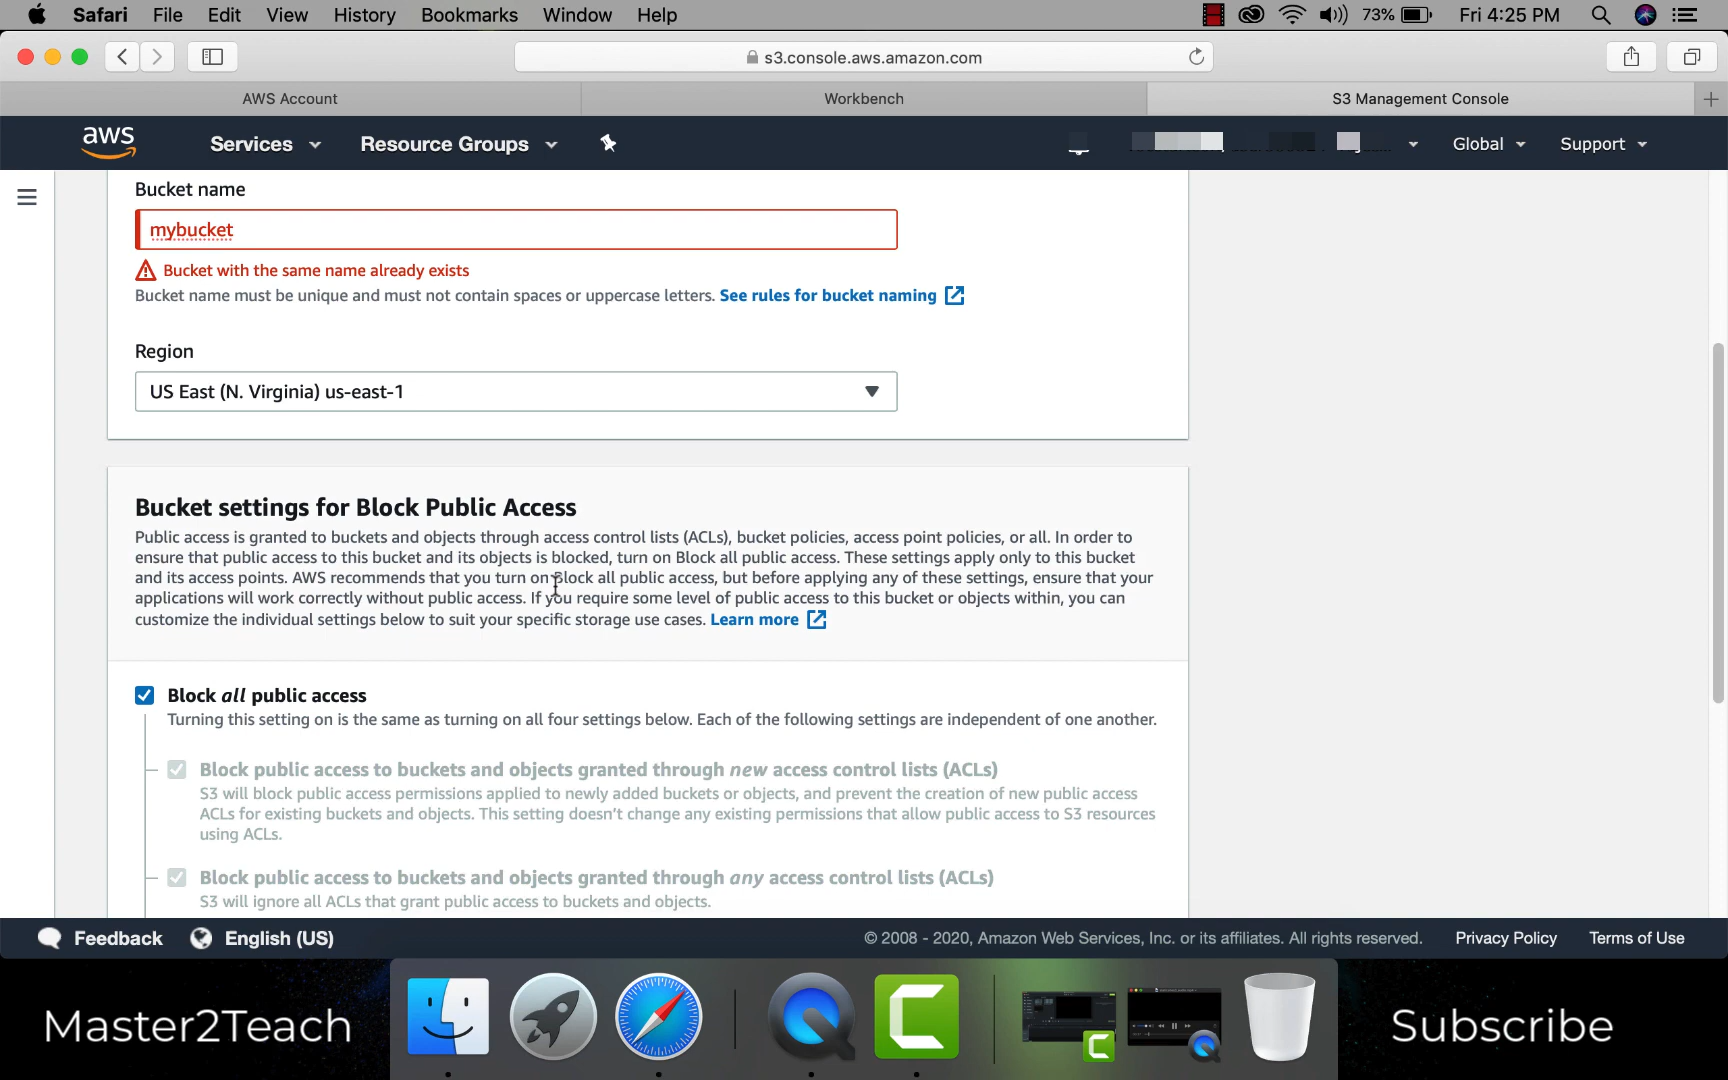 Safari File Edit View History Bookmarks Window Help 73% Fri 4:25 PM
s3.console.aws.amazon.com
AWS Account Workbench S3 Management Console
aws Services Resource Groups Global Support
Bucket name
mybucket
Bucket with the same name already exists
Bucket name must be unique and must not contain spaces or uppercase letters. See rules for bucket naming
Region
US East (N. Virginia) us-east-1
Bucket settings for Block Public Access
Public access is granted to buckets and objects through access control lists (ACLs), bucket policies, access point policies, or all. In order to
ensure that public access to this bucket and its objects is blocked, turn on Block all public access. These settings apply only to this bucket
and its access points. AWS recommends that you turn on Block all public access, but before applying any of these settings, ensure that your
applications will work correctly without public access. If you require some level of public access to this bucket or objects within, you can
customize the individual settings below to suit your specific storage use cases. Learn more
Block all public access
Turning this setting on is the same as turning on all four settings below. Each of the following settings are independent of one another.
Block public access to buckets and objects granted through new access control lists (ACLs)
S3 will block public access permissions applied to newly added buckets or objects, and prevent the creation of new public access
ACLs for existing buckets and objects. This setting doesn't change any existing permissions that allow public access to S3 resources
using ACLs.
Block public access to buckets and objects granted through any access control lists (ACLs)
S3 will ignore all ACLs that grant public access to buckets and objects.
Feedback English (US) © 2008 - 2020, Amazon Web Services, Inc. or its affiliates. All rights reserved. Privacy Policy Terms of Use
Master2Teach Subscribe